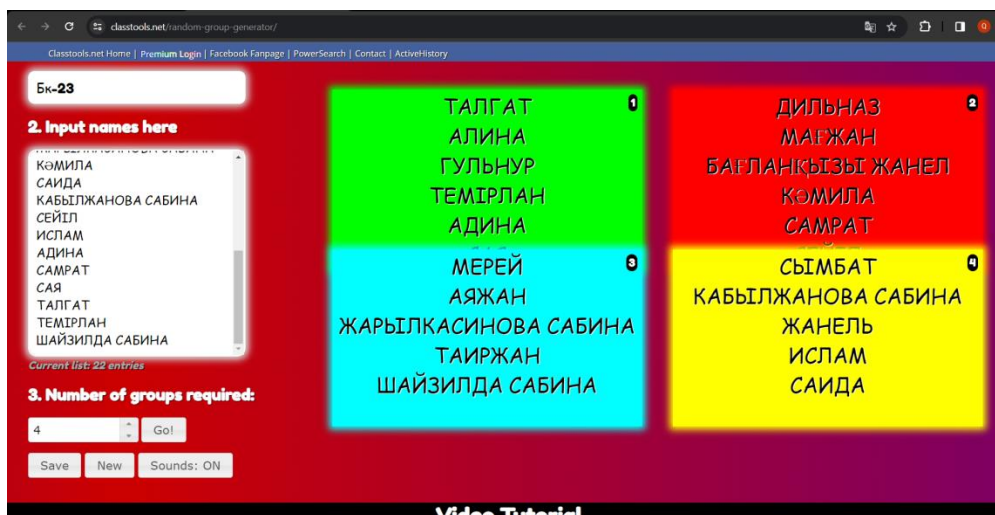 classtools.net/random-group-generator/
Classtools.net Home | Premium Login | Facebook Fanpage | PowerSearch | Contact | ActiveHistory
Бк-23
2. Input names here
КӘМИЛА
САИДА
КАБЫЛЖАНОВА САБИНА
СЕЙІЛ
ИСЛАМ
АДИНА
САМРАТ
САЯ
ТАЛГАТ
ТЕМІРЛАН
ШАЙЗИЛДА САБИНА
Current list: 22 entries
3. Number of groups required:
4
Go!
Save
New
Sounds: ON
1
ТАЛГАТ
АЛИНА
ГУЛЬНУР
ТЕМІРЛАН
АДИНА
2
ДИЛЬНАЗ
МАҒЖАН
БАҒЛАНҚЫЗЫ ЖАНЕЛ
КӘМИЛА
САМРАТ
3
МЕРЕЙ
АЯЖАН
ЖАРЫЛКАСИНОВА САБИНА
ТАИРЖАН
ШАЙЗИЛДА САБИНА
4
СЫМБАТ
КАБЫЛЖАНОВА САБИНА
ЖАНЕЛЬ
ИСЛАМ
САИДА
Video Tutorial